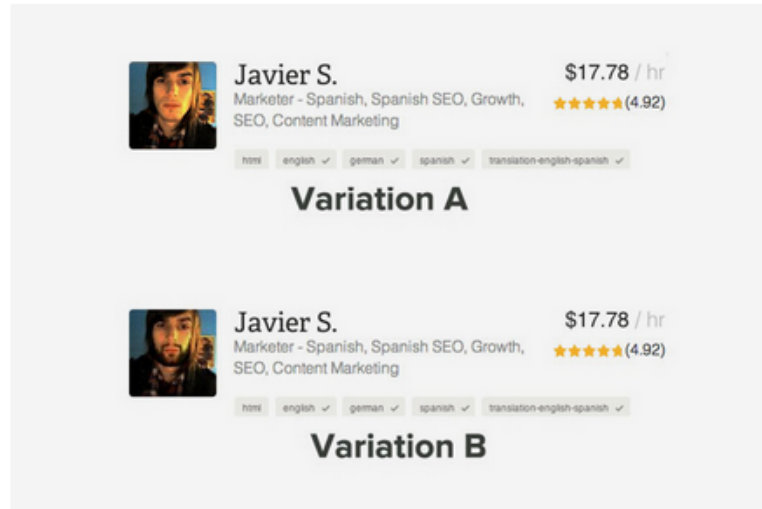 Javier S.
$17.78 / hr
Marketer - Spanish, Spanish SEO, Growth,
SEO, Content Marketing
(4.92)
html english ✓ german ✓ spanish ✓ translation-english-spanish ✓
Variation A
Javier S.
$17.78 / hr
Marketer - Spanish, Spanish SEO, Growth,
SEO, Content Marketing
(4.92)
html english ✓ german ✓ spanish ✓ translation-english-spanish ✓
Variation B